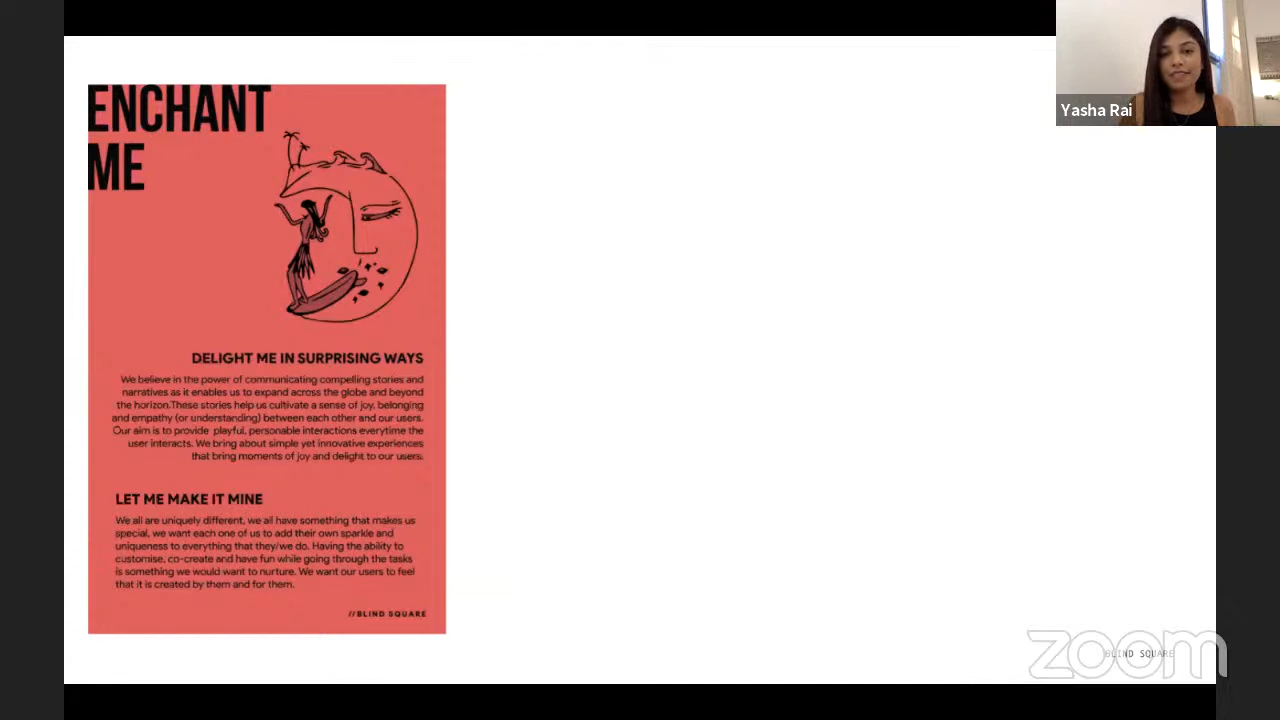 ENCHANT
ME
DELIGHT ME IN SURPRISING WAYS
We believe in the power of communicating compelling stories and
narratives as it enables us to expand across the globe and beyond
the horizon.These stories help us cultivate a sense of joy, belonging
and empathy (or understanding) between each other and our users.
Our aim is to provide playful, personable interactions everytime the
user interacts. We bring about simple yet innovative experiences
that bring moments of joy and delight to our users.
LET ME MAKE IT MINE
We all are uniquely different, we all have something that makes us
special, we want each one of us to add their own sparkle and
uniqueness to everything that they/we do. Having the ability to
customise, co-create and have fun while going through the tasks
is something we would want to nurture. We want our users to feel
that it is created by them and for them.
//BLIND SQUARE
Yasha Rai
zoom
BLIND SQUARE